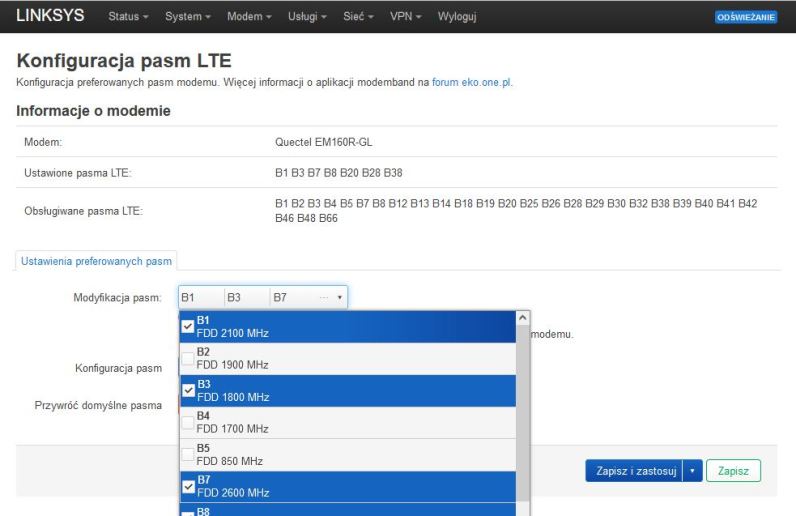 LINKSYS Status System Modem Usługi Sieć VPN Wyloguj ODŚWIEŻANIE
Konfiguracja pasm LTE
Konfiguracja preferowanych pasm modemu. Więcej informacji o aplikacji modemband na forum eko.one.pl.
Informacje o modemie
Modem: Quectel EM160R-GL
Ustawione pasma LTE: B1 B3 B7 B8 B20 B28 B38
Obsługiwane pasma LTE: B1 B2 B3 B4 B5 B7 B8 B12 B13 B14 B18 B19 B20 B25 B26 B28 B29 B30 B32 B38 B39 B40 B41 B42
B46 B48 B66
Ustawienia preferowanych pasm
Modyfikacja pasm: B1 B3 B7 ...
B1
FDD 2100 MHz
modemu.
B2
FDD 1900 MHz
Konfiguracja pasm
B3
FDD 1800 MHz
Przywróć domyślne pasma
B4
FDD 1700 MHz
B5
FDD 850 MHz
Zapisz i zastosuj Zapisz
B7
FDD 2600 MHz
B8